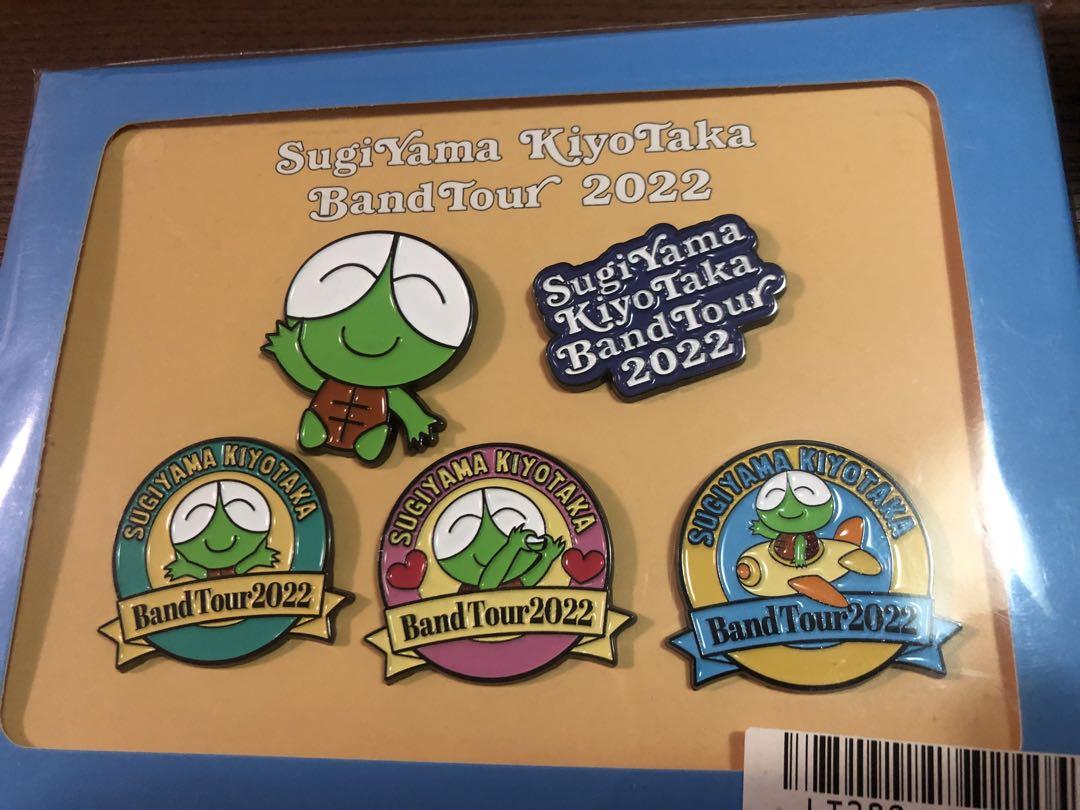 SugiYama KiyoTaka
BandTour 2022
SugiYama
KiyoTaka
BandTour
2022
SUGIYAMA KIYOTAKA
BandTour2022
SUGIYAMA KIYOTAKA
BandTour2022
SUGIYAMA KIYOTAKA
BandTour2022